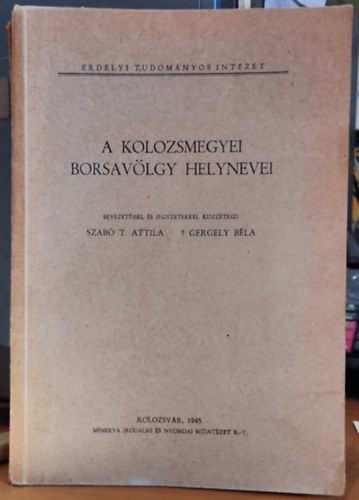 ERDÉLYI TUDOMÁNYOS INTÉZET
A KOLOZSMEGYEI
BORSAVÖLGY HELYNEVEI
BEVEZETÉSSEL ÉS JEGYZETEKKEL KÖZZÉTESZI
SZABÓ T. ATTILA † GERGELY BÉLA
KOLOZSVÁR, 1945
MINERVA IRODALMI ÉS NYOMDAI MŰINTÉZET R.-T.